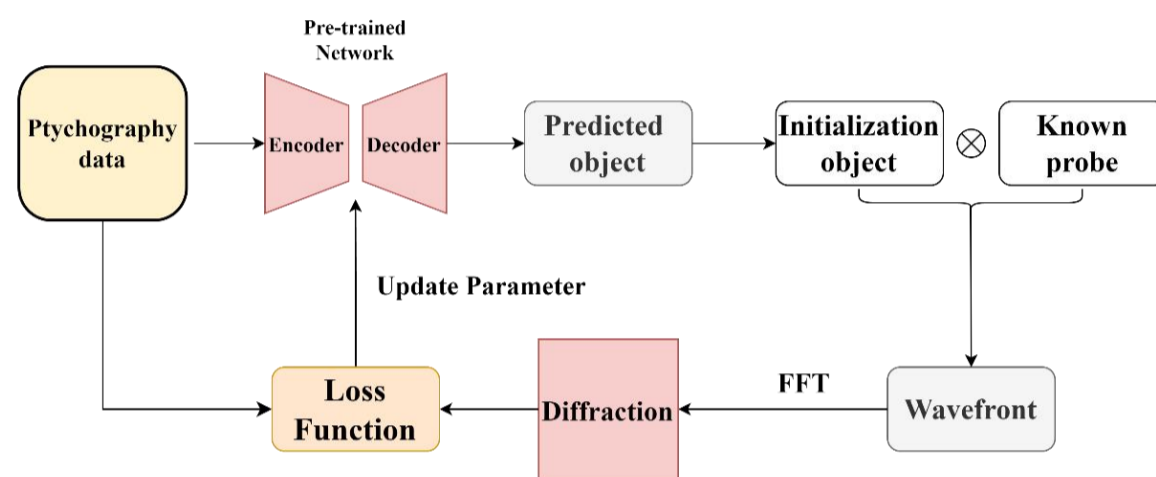 Pre-trained
Network
Ptychography
data
Encoder
Decoder
Predicted
object
Initialization
object
Known
probe
Update Parameter
Loss
Function
Diffraction
FFT
Wavefront